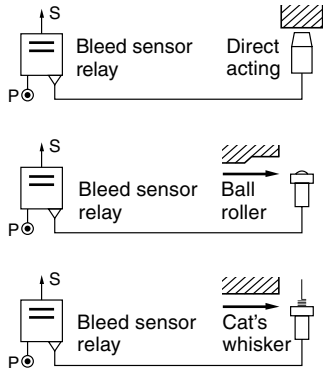 S
Bleed sensor
relay
Direct
acting
P
S
Bleed sensor
relay
Ball
roller
P
S
Bleed sensor
relay
Cat's
whisker
P